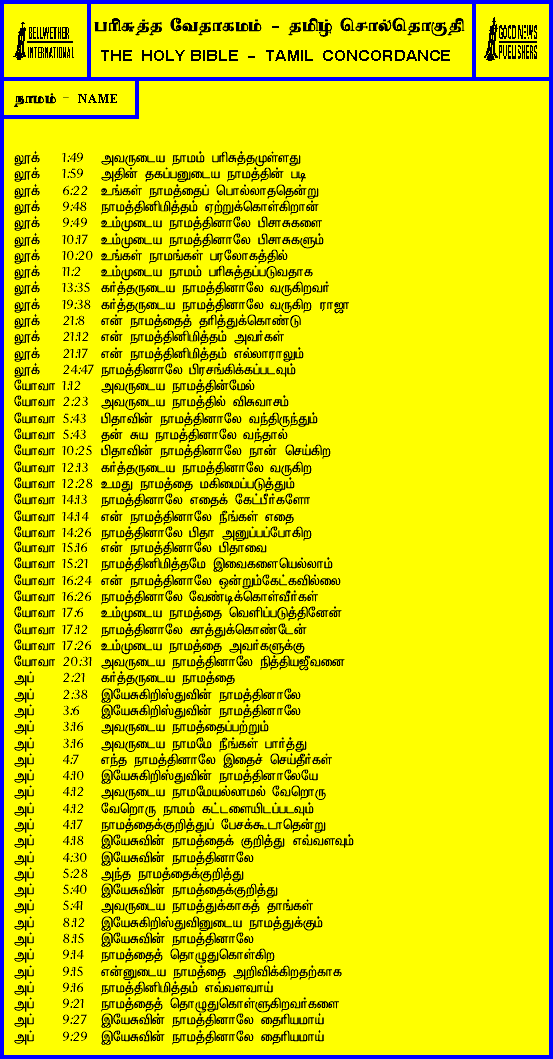 BELLWETHER
INTERNATIONAL
பரிசுத்த வேதாகமம் - தமிழ் சொல்தொகுதி
THE HOLY BIBLE - TAMIL CONCORDANCE
GOOD NEWS
PUBLISHERS
நாமம் - NAME
லூக் 1:49 அவருடைய நாமம் பரிசுத்தமுள்ளது
லூக் 1:59 அதின் தகப்பனுடைய நாமத்தின் படி
லூக் 6:22 உங்கள் நாமத்தைப் பொல்லாததென்று
லூக் 9:48 நாமத்தினிமித்தம் ஏற்றுக்கொள்கிறான்
லூக் 9:49 உம்முடைய நாமத்தினாலே பிசாசுகளை
லூக் 10:17 உம்முடைய நாமத்தினாலே பிசாசுகளும்
லூக் 10:20 உங்கள் நாமங்கள் பரலோகத்தில்
லூக் 11:2 உம்முடைய நாமம் பரிசுத்தப்படுவதாக
லூக் 13:35 கர்த்தருடைய நாமத்தினாலே வருகிறவர்
லூக் 19:38 கர்த்தருடைய நாமத்தினாலே வருகிற ராஜா
லூக் 21:8 என் நாமத்தைத் தரித்துக்கொண்டு
லூக் 21:12 என் நாமத்தினிமித்தம் அவர்கள்
லூக் 21:17 என் நாமத்தினிமித்தம் எல்லாராலும்
லூக் 24:47 நாமத்தினாலே பிரசங்கிக்கப்படவும்
யோவா 1:12 அவருடைய நாமத்தின்மேல்
யோவா 2:23 அவருடைய நாமத்தில் விசுவாசம்
யோவா 5:43 பிதாவின் நாமத்தினாலே வந்திருந்தும்
யோவா 5:43 தன் சுய நாமத்தினாலே வந்தால்
யோவா 10:25 பிதாவின் நாமத்தினாலே நான் செய்கிற
யோவா 12:13 கர்த்தருடைய நாமத்தினாலே வருகிற
யோவா 12:28 உமது நாமத்தை மகிமைப்படுத்தும்
யோவா 14:13 நாமத்தினாலே எதைக் கேட்பீர்களோ
யோவா 14:14 என் நாமத்தினாலே நீங்கள் எதை
யோவா 14:26 நாமத்தினாலே பிதா அனுப்பப்போகிற
யோவா 15:16 என் நாமத்தினாலே பிதாவை
யோவா 15:21 நாமத்தினிமித்தமே இவைகளையெல்லாம்
யோவா 16:24 என் நாமத்தினாலே ஒன்றும்கேட்கவில்லை
யோவா 16:26 நாமத்தினாலே வேண்டிக்கொள்வீர்கள்
யோவா 17:6 உம்முடைய நாமத்தை வெளிப்படுத்தினேன்
யோவா 17:12 நாமத்தினாலே காத்துக்கொண்டேன்
யோவா 17:26 உம்முடைய நாமத்தை அவர்களுக்கு
யோவா 20:31 அவருடைய நாமத்தினாலே நித்தியஜீவனை
அப் 2:21 கர்த்தருடைய நாமத்தை
அப் 2:38 இயேசுகிறிஸ்துவின் நாமத்தினாலே
அப் 3:6 இயேசுகிறிஸ்துவின் நாமத்தினாலே
அப் 3:16 அவருடைய நாமத்தைப்பற்றும்
அப் 3:16 அவருடைய நாமமே நீங்கள் பார்த்து
அப் 4:7 எந்த நாமத்தினாலே இதைச் செய்தீர்கள்
அப் 4:10 இயேசுகிறிஸ்துவின் நாமத்தினாலேயே
அப் 4:12 அவருடைய நாமமேயல்லாமல் வேறொரு
அப் 4:12 வேறொரு நாமம் கட்டளையிடப்படவும்
அப் 4:17 நாமத்தைக்குறித்துப் பேசக்கூடாதென்று
அப் 4:18 இயேசுவின் நாமத்தைக் குறித்து எவ்வளவும்
அப் 4:30 இயேசுவின் நாமத்தினாலே
அப் 5:28 அந்த நாமத்தைக்குறித்து
அப் 5:40 இயேசுவின் நாமத்தைக்குறித்து
அப் 5:41 அவருடைய நாமத்துக்காகத் தாங்கள்
அப் 8:12 இயேசுகிறிஸ்துவினுடைய நாமத்துக்கும்
அப் 8:15 இயேசுவின் நாமத்தினாலே
அப் 9:14 நாமத்தைத் தொழுதுகொள்கிற
அப் 9:15 என்னுடைய நாமத்தை அறிவிக்கிறதற்காக
அப் 9:16 நாமத்தினிமித்தம் எவ்வளவாய்
அப் 9:21 நாமத்தைத் தொழுதுகொள்ளுகிறவர்களை
அப் 9:27 இயேசுவின் நாமத்தினாலே தைரியமாய்
அப் 9:29 இயேசுவின் நாமத்தினாலே தைரியமாய்